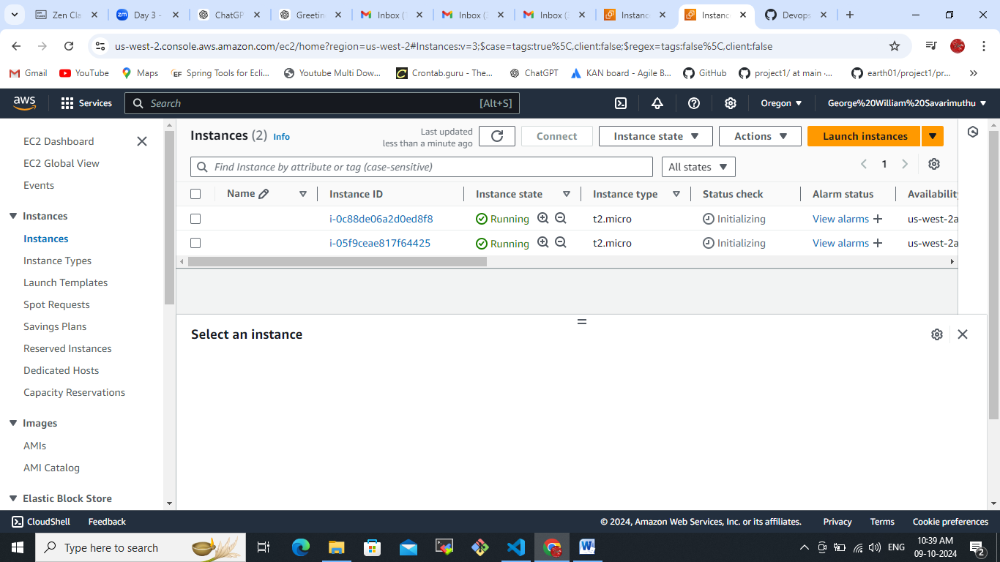 Zen Cla
Day 3 -
ChatGP
Greetin
Inbox (
Inbox (
Inbox (
Instanc
Instanc
Devops
us-west-2.console.aws.amazon.com/ec2/home?region=us-west-2#Instances:v=3;$case=tags:true%5C,client:false;$regex=tags:false%5C,client:false
Gmail
YouTube
Maps
Spring Tools for Ecli...
Youtube Multi Dow...
Crontab.guru - The...
ChatGPT
KAN board - Agile B...
GitHub
project1/ at main ·...
earth01/project1/pr...
aws
Services
Search
[Alt+S]
Oregon
George%20William%20Savarimuthu
EC2 Dashboard
EC2 Global View
Events
Instances
Instances
Instance Types
Launch Templates
Spot Requests
Savings Plans
Reserved Instances
Dedicated Hosts
Capacity Reservations
Images
AMIs
AMI Catalog
Elastic Block Store
Instances (2) Info
Last updated
less than a minute ago
Connect
Instance state
Actions
Launch instances
Find Instance by attribute or tag (case-sensitive)
All states
1
Name Instance ID Instance state Instance type Status check Alarm status Availability
i-0c88de06a2d0ed8f8 Running t2.micro Initializing View alarms + us-west-2a
i-05f9ceae817f64425 Running t2.micro Initializing View alarms + us-west-2a
Select an instance
CloudShell Feedback
© 2024, Amazon Web Services, Inc. or its affiliates. Privacy Terms Cookie preferences
Type here to search
ENG
10:39 AM
09-10-2024
2